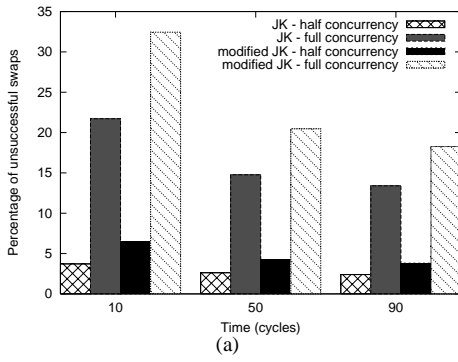 Percentage of unsuccessful swaps
35
30
25
20
15
10
5
0
JK - half concurrency
JK - full concurrency
modified JK - half concurrency
modified JK - full concurrency
10
50
90
Time (cycles)
(a)